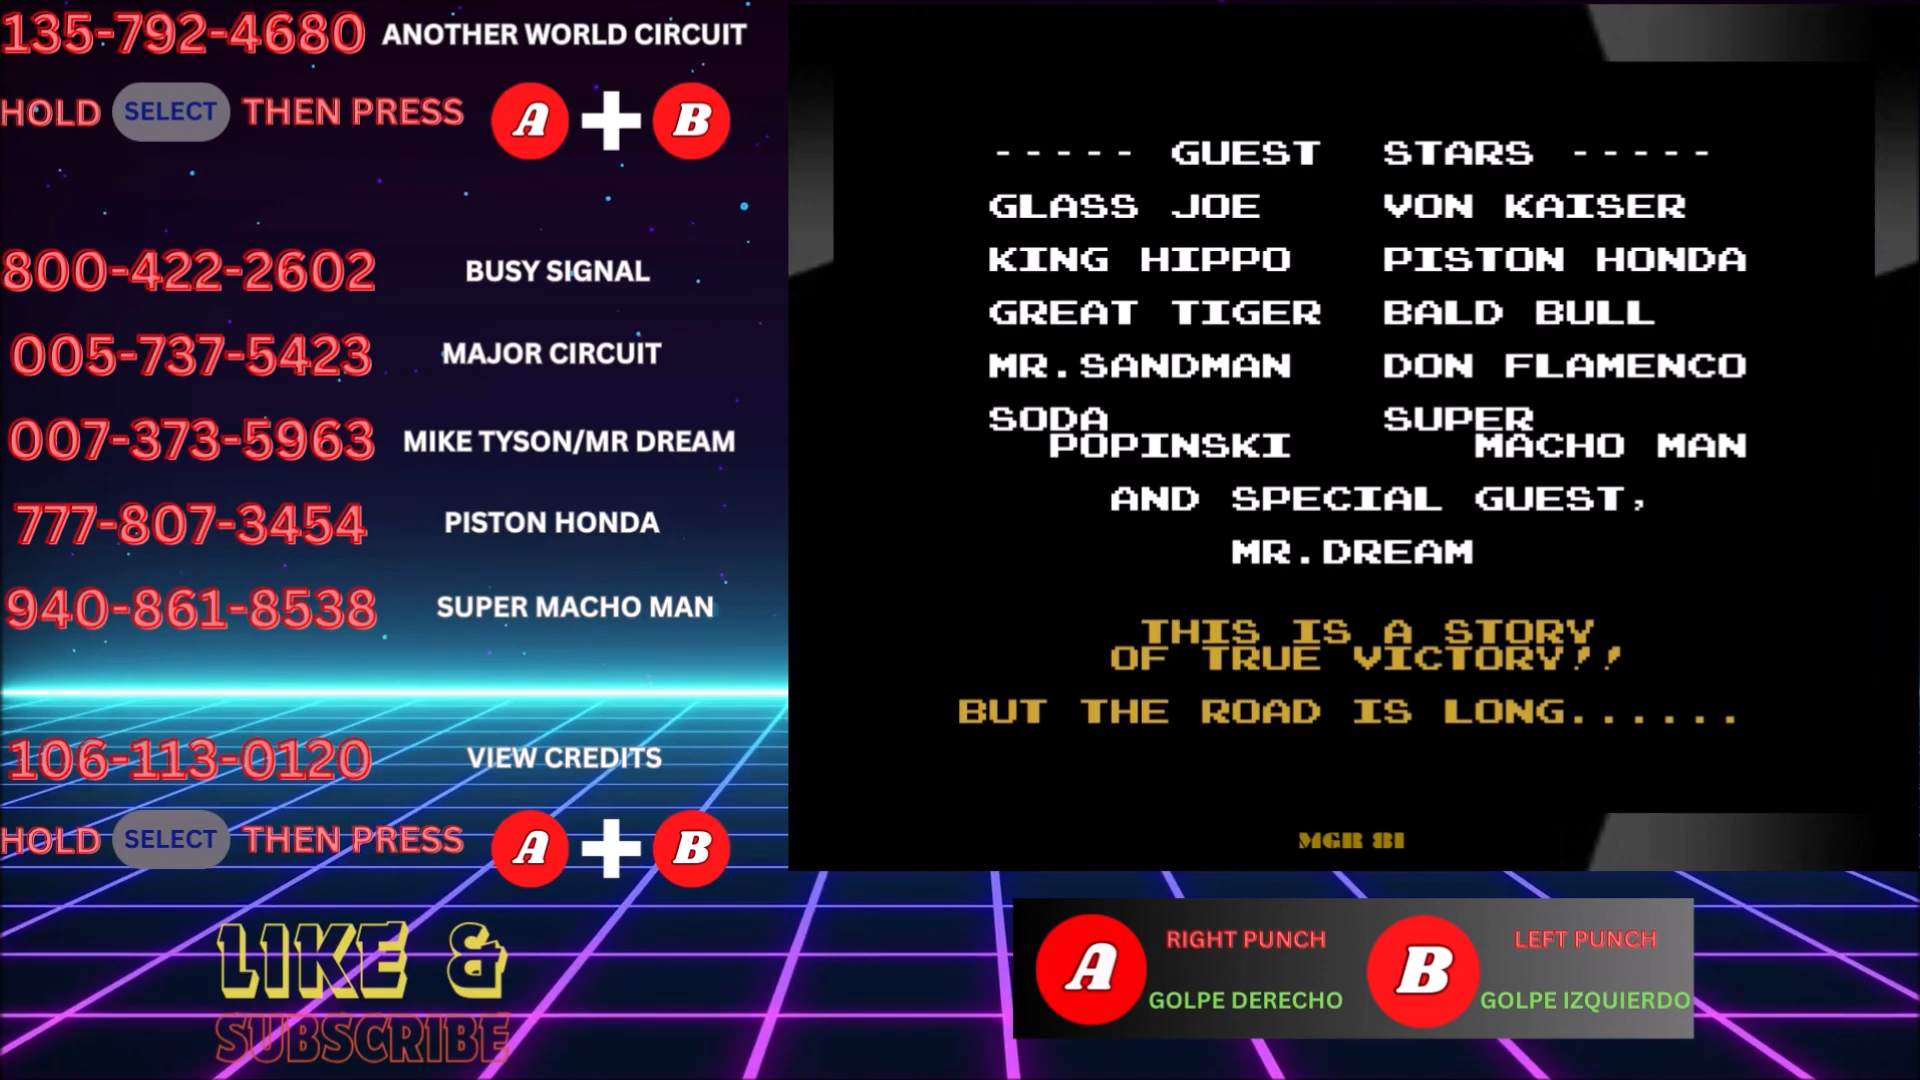 135-792-4680 ANOTHER WORLD CIRCUIT
HOLD SELECT THEN PRESS A + B
800-422-2602 BUSY SIGNAL
005-737-5423 MAJOR CIRCUIT
007-373-5963 MIKE TYSON/MR DREAM
777-807-3454 PISTON HONDA
940-861-8538 SUPER MACHO MAN
106-113-0120 VIEW CREDITS
HOLD SELECT THEN PRESS A + B
LIKE &
SUBSCRIBE
----- GUEST STARS -----
GLASS JOE VON KAISER
KING HIPPO PISTON HONDA
GREAT TIGER BALD BULL
MR.SANDMAN DON FLAMENCO
SODA SUPER
POPINSKI MACHO MAN
AND SPECIAL GUEST,
MR.DREAM
THIS IS A STORY
OF TRUE VICTORY!!
BUT THE ROAD IS LONG......
MGR 81
A RIGHT PUNCH B LEFT PUNCH
GOLPE DERECHO GOLPE IZQUIERDO